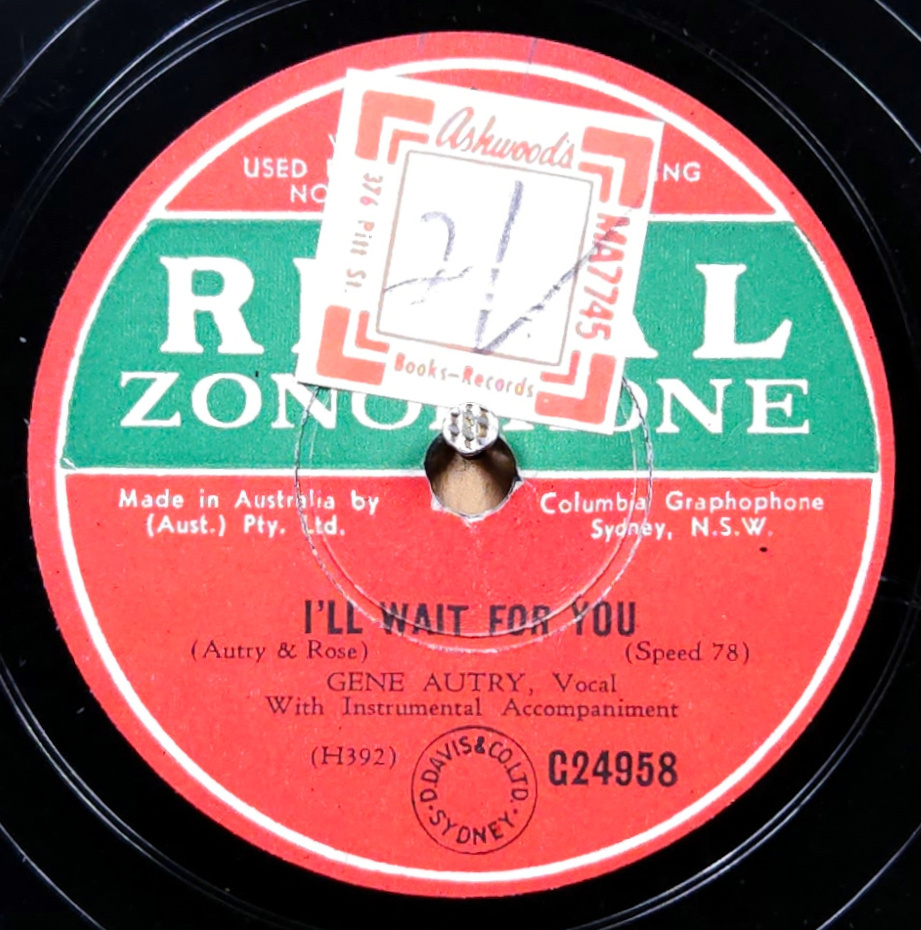 Ashwood's
376 Pitt St.
MA7745
2/-
Books-Records
USED
NO
NG
R AL
ZONO ONE
Made in Australia by Columbia Graphophone
(Aust.) Pty. Ltd. Sydney, N.S.W.
I'LL WAIT FOR YOU
(Autry & Rose) (Speed 78)
GENE AUTRY, Vocal
With Instrumental Accompaniment
(H392) G24958
D.DAVIS&CO.LTD.
·SYDNEY·